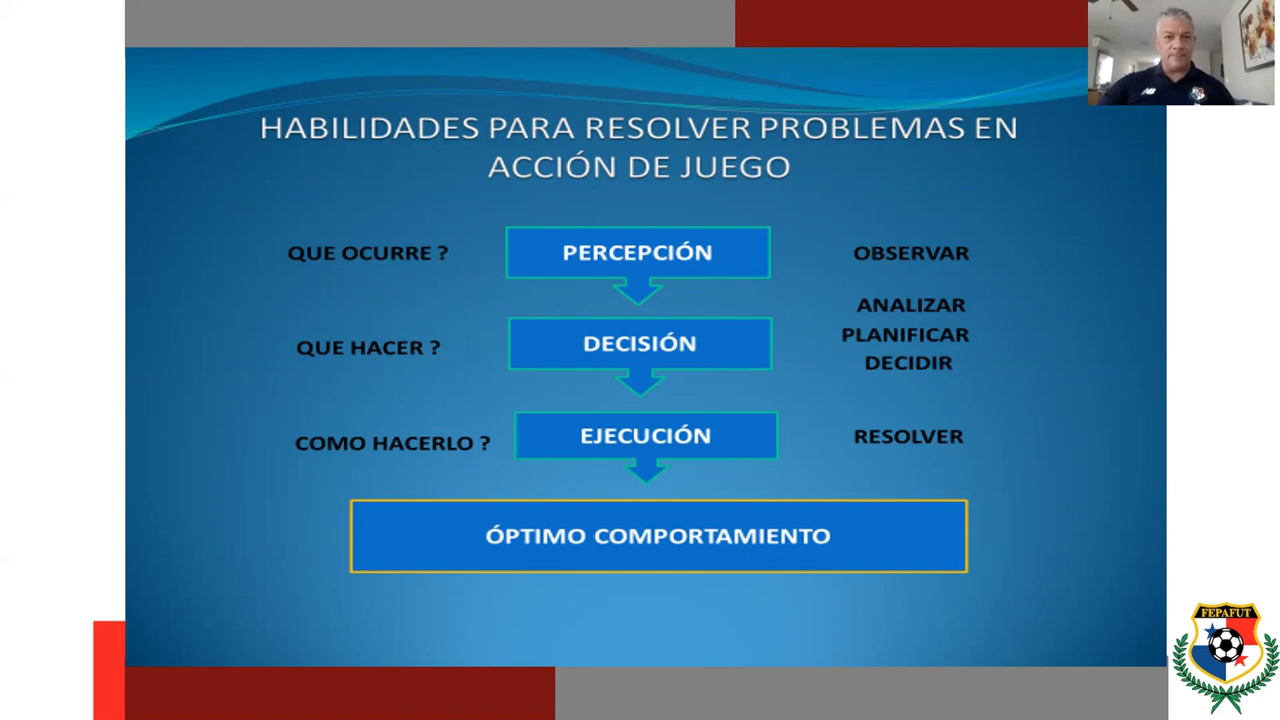 HABILIDADES PARA RESOLVER PROBLEMAS EN
ACCIÓN DE JUEGO
QUE OCURRE ?
PERCEPCIÓN
OBSERVAR
QUE HACER ?
DECISIÓN
ANALIZAR
PLANIFICAR
DECIDIR
COMO HACERLO ?
EJECUCIÓN
RESOLVER
ÓPTIMO COMPORTAMIENTO
FEPAFUT